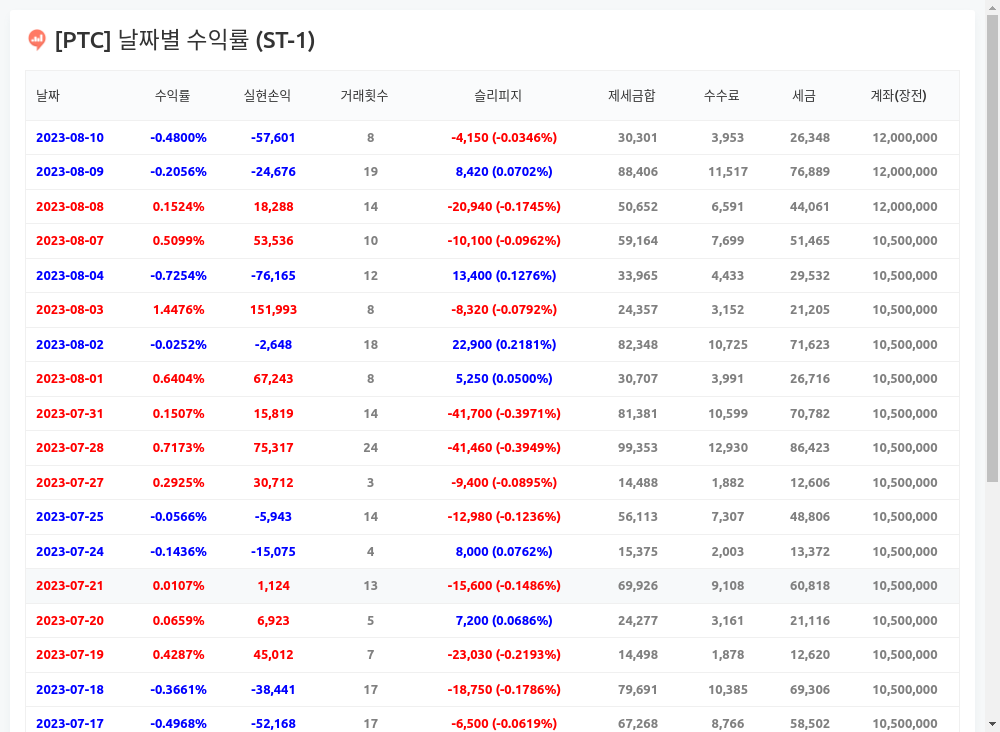 [PTC] 날짜별 수익률 (ST-1)
날짜 수익률 실현손익 거래횟수 슬리피지 제세금합 수수료 세금 계좌(장전)
2023-08-10 -0.4800% -57,601 8 -4,150 (-0.0346%) 30,301 3,953 26,348 12,000,000
2023-08-09 -0.2056% -24,676 19 8,420 (0.0702%) 88,406 11,517 76,889 12,000,000
2023-08-08 0.1524% 18,288 14 -20,940 (-0.1745%) 50,652 6,591 44,061 12,000,000
2023-08-07 0.5099% 53,536 10 -10,100 (-0.0962%) 59,164 7,699 51,465 10,500,000
2023-08-04 -0.7254% -76,165 12 13,400 (0.1276%) 33,965 4,433 29,532 10,500,000
2023-08-03 1.4476% 151,993 8 -8,320 (-0.0792%) 24,357 3,152 21,205 10,500,000
2023-08-02 -0.0252% -2,648 18 22,900 (0.2181%) 82,348 10,725 71,623 10,500,000
2023-08-01 0.6404% 67,243 8 5,250 (0.0500%) 30,707 3,991 26,716 10,500,000
2023-07-31 0.1507% 15,819 14 -41,700 (-0.3971%) 81,381 10,599 70,782 10,500,000
2023-07-28 0.7173% 75,317 24 -41,460 (-0.3949%) 99,353 12,930 86,423 10,500,000
2023-07-27 0.2925% 30,712 3 -9,400 (-0.0895%) 14,488 1,882 12,606 10,500,000
2023-07-25 -0.0566% -5,943 14 -12,980 (-0.1236%) 56,113 7,307 48,806 10,500,000
2023-07-24 -0.1436% -15,075 4 8,000 (0.0762%) 15,375 2,003 13,372 10,500,000
2023-07-21 0.0107% 1,124 13 -15,600 (-0.1486%) 69,926 9,108 60,818 10,500,000
2023-07-20 0.0659% 6,923 5 7,200 (0.0686%) 24,277 3,161 21,116 10,500,000
2023-07-19 0.4287% 45,012 7 -23,030 (-0.2193%) 14,498 1,878 12,620 10,500,000
2023-07-18 -0.3661% -38,441 17 -18,750 (-0.1786%) 79,691 10,385 69,306 10,500,000
2023-07-17 -0.4968% -52,168 17 -6,500 (-0.0619%) 67,268 8,766 58,502 10,500,000